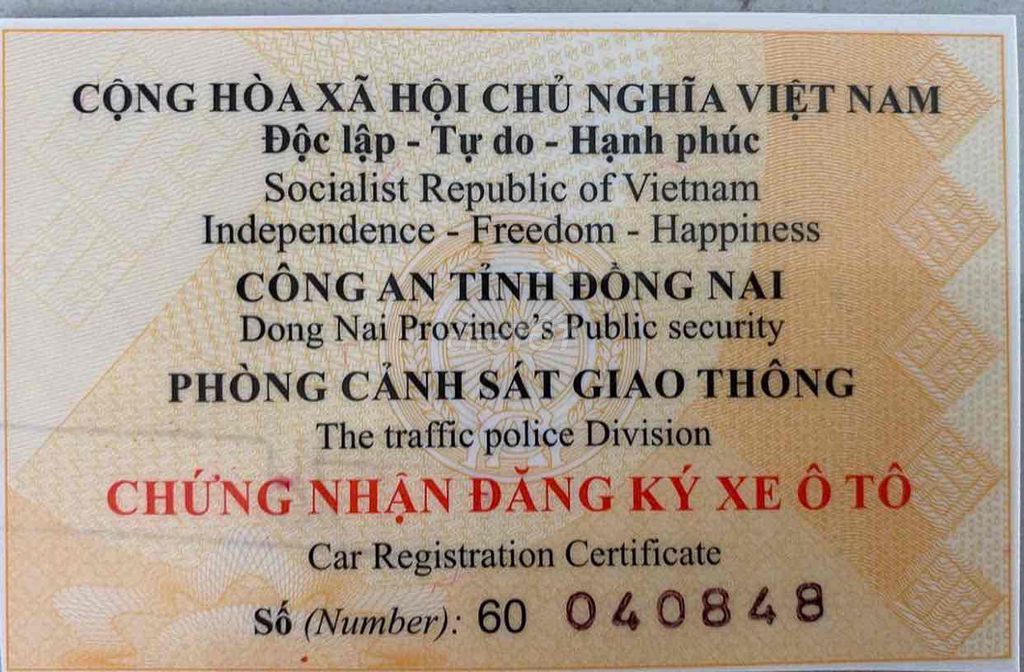 CỘNG HÒA XÃ HỘI CHỦ NGHĨA VIỆT NAM
Độc lập - Tự do - Hạnh phúc
Socialist Republic of Vietnam
Independence - Freedom - Happiness
CÔNG AN TỈNH ĐỒNG NAI
Dong Nai Province's Public security
PHÒNG CẢNH SÁT GIAO THÔNG
The traffic police Division
CHỨNG NHẬN ĐĂNG KÝ XE Ô TÔ
Car Registration Certificate
Số (Number): 60 040848